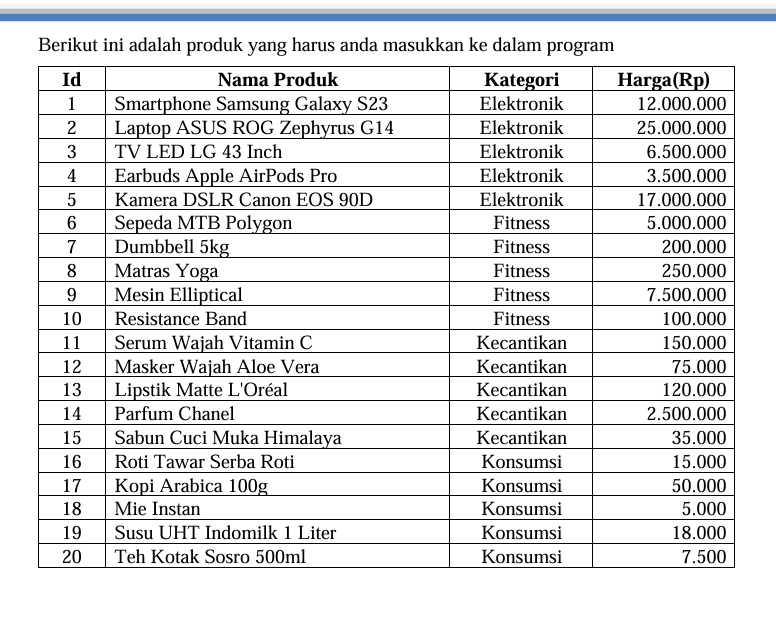 Berikut ini adalah produk yang harus anda masukkan ke dalam program
Id Nama Produk Kategori Harga(Rp)
1 Smartphone Samsung Galaxy S23 Elektronik 12.000.000
2 Laptop ASUS ROG Zephyrus G14 Elektronik 25.000.000
3 TV LED LG 43 Inch Elektronik 6.500.000
4 Earbuds Apple AirPods Pro Elektronik 3.500.000
5 Kamera DSLR Canon EOS 90D Elektronik 17.000.000
6 Sepeda MTB Polygon Fitness 5.000.000
7 Dumbbell 5kg Fitness 200.000
8 Matras Yoga Fitness 250.000
9 Mesin Elliptical Fitness 7.500.000
10 Resistance Band Fitness 100.000
11 Serum Wajah Vitamin C Kecantikan 150.000
12 Masker Wajah Aloe Vera Kecantikan 75.000
13 Lipstik Matte L'Oréal Kecantikan 120.000
14 Parfum Chanel Kecantikan 2.500.000
15 Sabun Cuci Muka Himalaya Kecantikan 35.000
16 Roti Tawar Serba Roti Konsumsi 15.000
17 Kopi Arabica 100g Konsumsi 50.000
18 Mie Instan Konsumsi 5.000
19 Susu UHT Indomilk 1 Liter Konsumsi 18.000
20 Teh Kotak Sosro 500ml Konsumsi 7.500